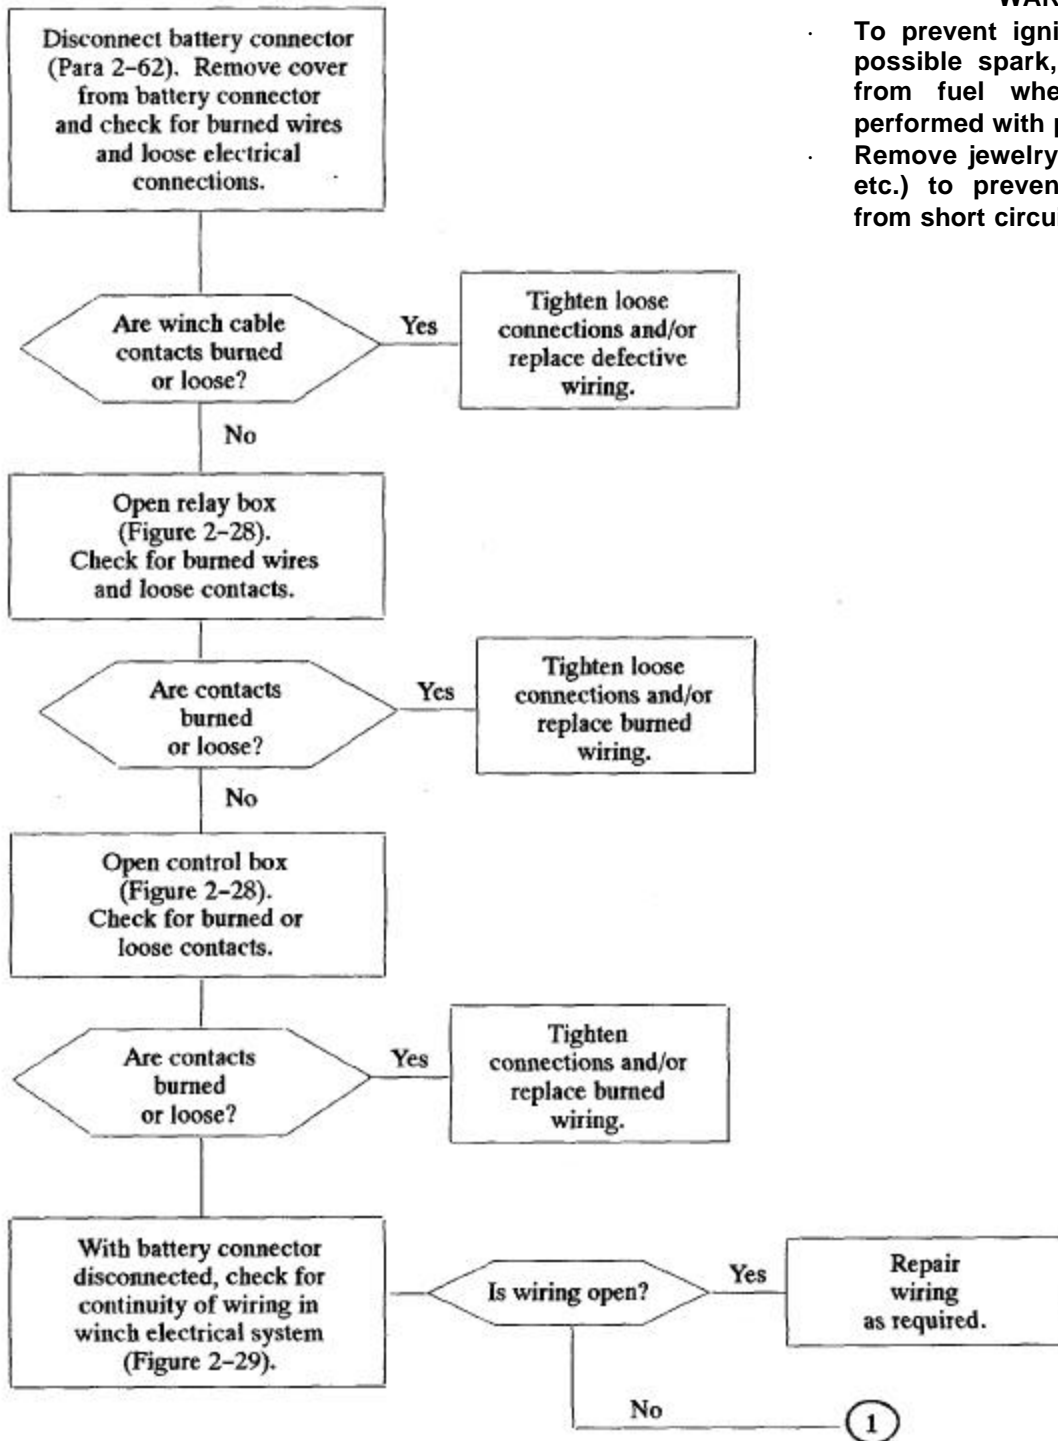 Disconnect battery connector
(Para 2-62). Remove cover
from battery connector
and check for burned wires
and loose electrical
connections.
· To prevent
possible spark,
from fuel
performed with
· Remove jewelry
etc.) to
from short
Are winch cable
contacts burned
or loose?
Yes
Tighten loose
connections and/or
replace defective
wiring.
No
Open relay box
(Figure 2-28).
Check for burned wires
and loose contacts.
Are contacts
burned
or loose?
Yes
Tighten loose
connections and/or
replace burned
wiring.
No
Open control box
(Figure 2-28).
Check for burned or
loose contacts.
Are contacts
burned
or loose?
Yes
Tighten
connections and/or
replace burned
wiring.
With battery connector
disconnected, check for
continuity of wiring in
winch electrical system
(Figure 2-29).
Is wiring open?
Yes
Repair
wiring
as required.
No
1